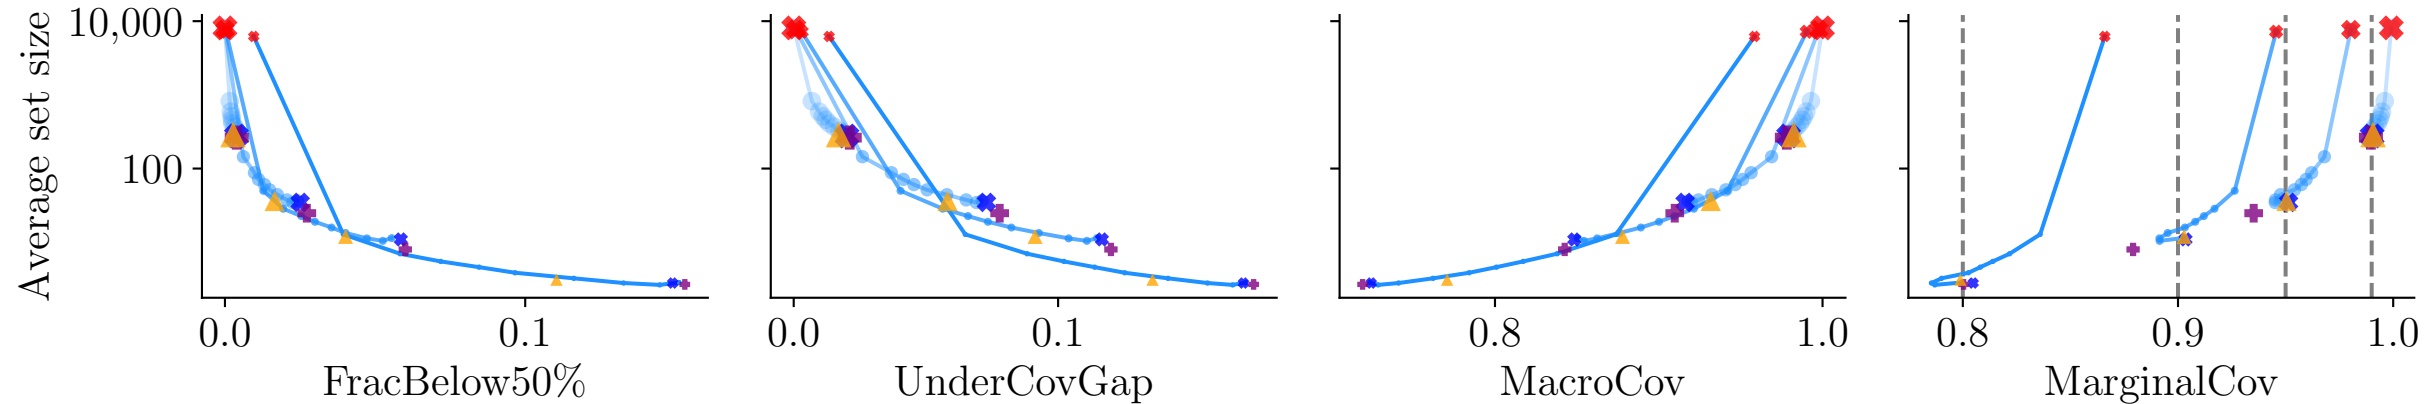 Average set size
10,000
100
0.0 0.1
FracBelow50%
0.0 0.1
UnderCovGap
0.8 1.0
MacroCov
0.8 0.9 1.0
MarginalCov